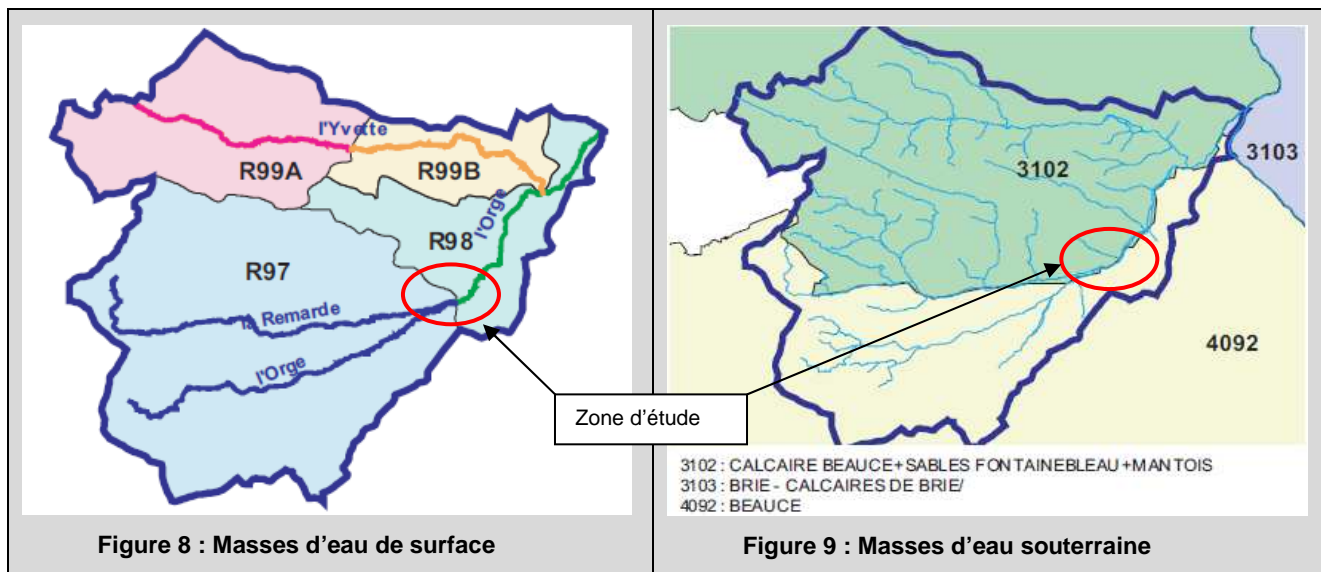 l'Yvette
R99A
R99B
l'Orge
R98
R97
la Remarde
l'Orge
Zone d'étude
3102
3103
4092
3102 : CALCAIRE BEAUCE+SABLES FONTAINEBLEAU+MANTOIS
3103 : BRIE - CALCAIRES DE BRIE/
4092 : BEAUCE
Figure 8 : Masses d'eau de surface
Figure 9 : Masses d'eau souterraine